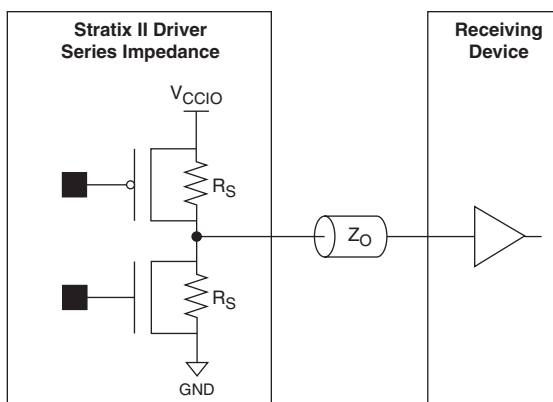 Stratix II Driver
Series Impedance
Receiving
Device
VCCIO
RS
ZO
RS
GND